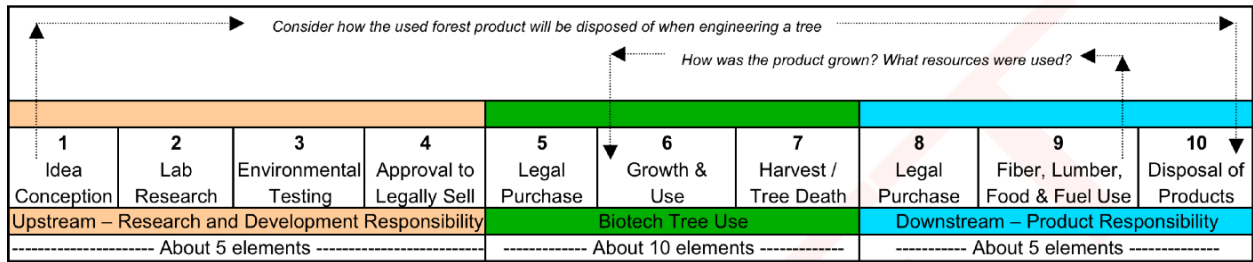 Consider how the used forest product will be disposed of when engineering a tree
How was the product grown? What resources were used?
1 2 3 4 5 6 7 8 9 10
Idea Lab Environmental Approval to Legal Growth & Harvest / Legal Fiber, Lumber, Disposal of
Conception Research Testing Legally Sell Purchase Use Tree Death Purchase Food & Fuel Use Products
Upstream – Research and Development Responsibility Biotech Tree Use Downstream – Product Responsibility
About 5 elements About 10 elements About 5 elements